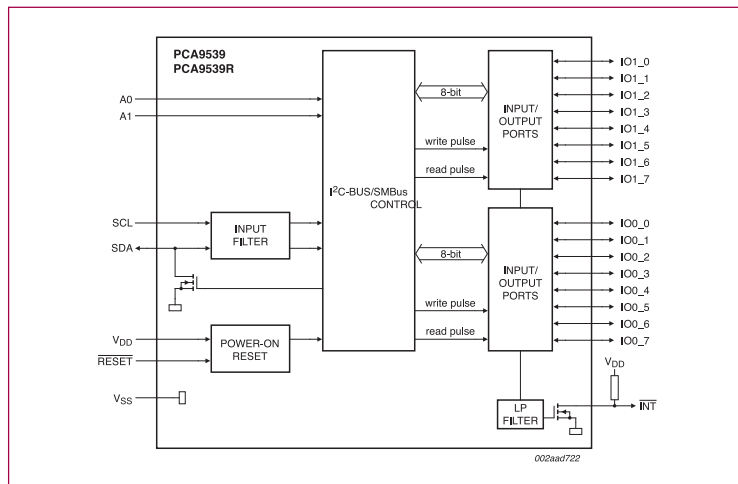 PCA9539
PCA9539R
A0
A1
SCL
SDA
INPUT
FILTER
VDD
RESET
POWER-ON
RESET
VSS
I²C-BUS/SMBus
CONTROL
8-bit
write pulse
read pulse
INPUT/
OUTPUT
PORTS
IO1_0
IO1_1
IO1_2
IO1_3
IO1_4
IO1_5
IO1_6
IO1_7
8-bit
write pulse
read pulse
INPUT/
OUTPUT
PORTS
IO0_0
IO0_1
IO0_2
IO0_3
IO0_4
IO0_5
IO0_6
IO0_7
VDD
LP
FILTER
INT
002aad722